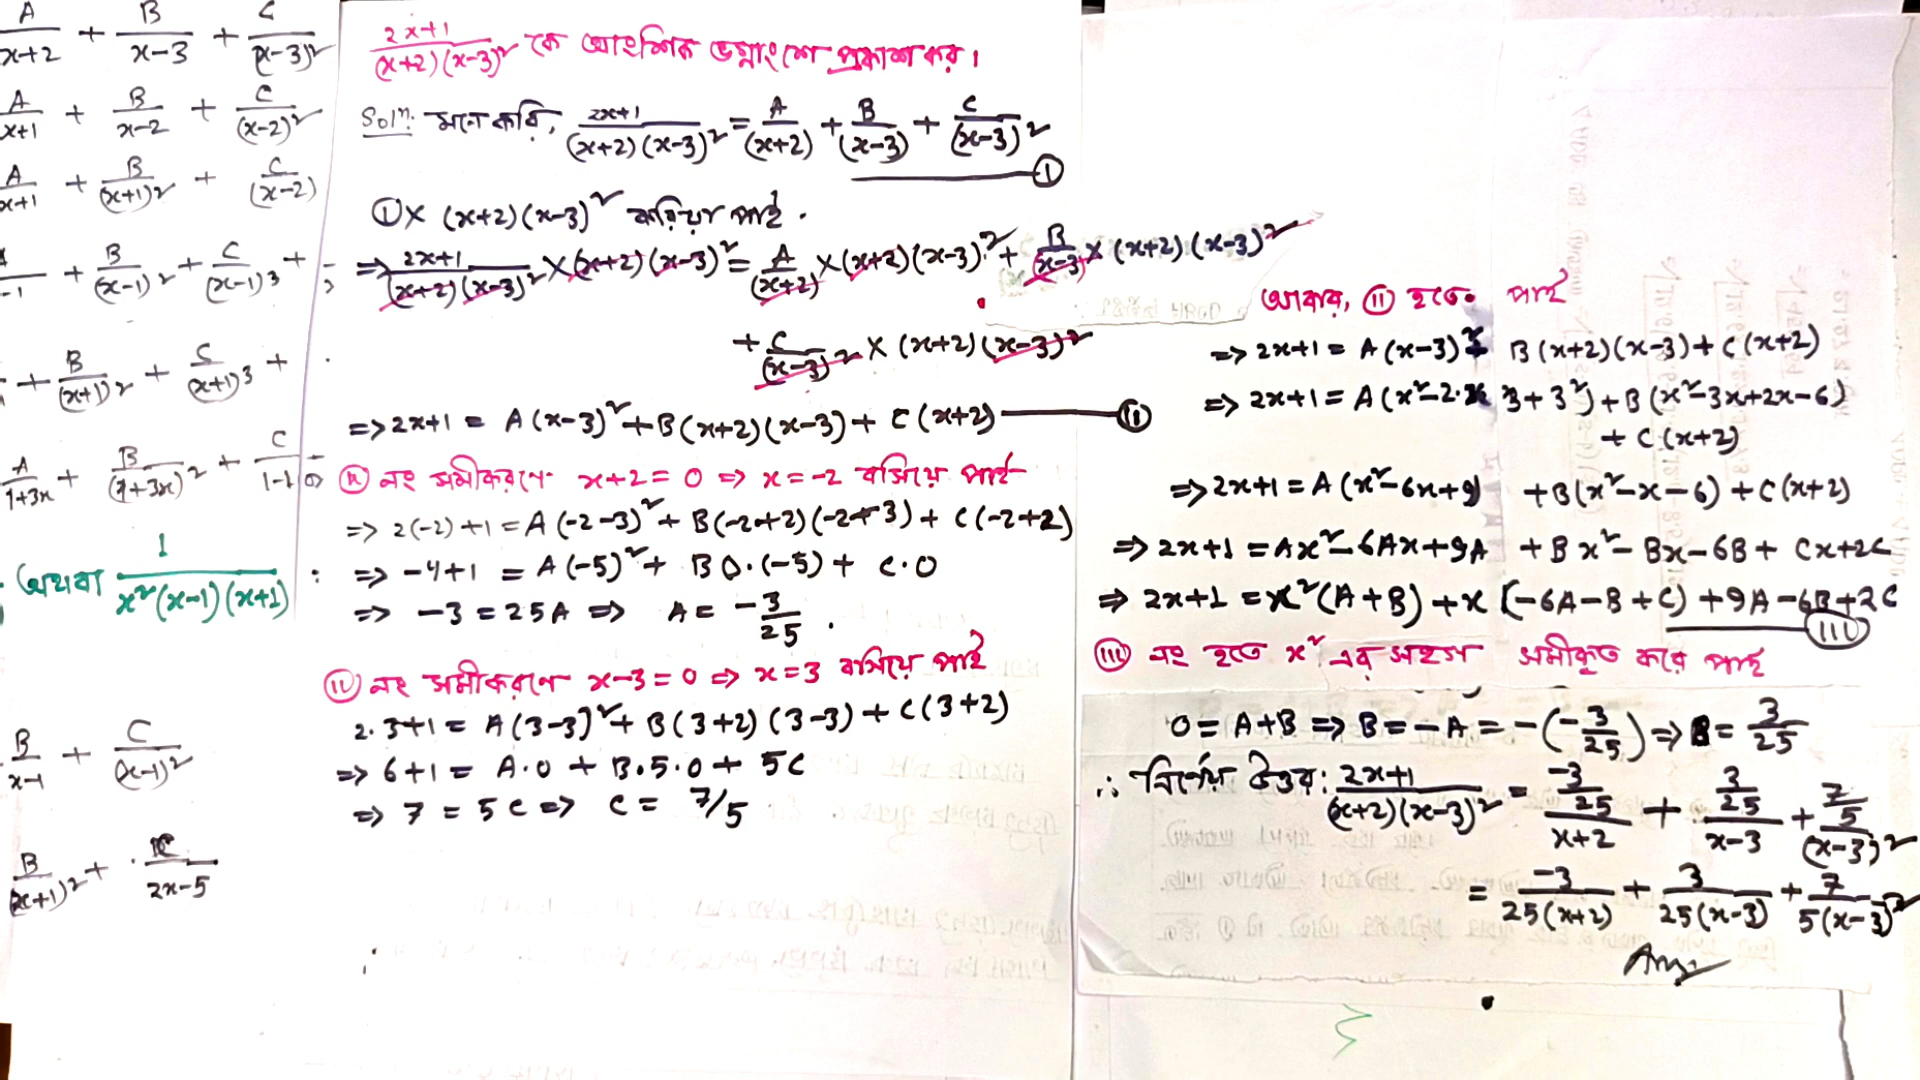 A/(x+2) + B/(x-3) + C/(x-3)²
A/(x+1) + B/(x-2) + C/(x-2)²
A/(x+1) + B/(x+1)² + C/(x-2)
+ B/(x-1)² + C/(x-1)³ +
+ B/(x+1)² + C/(x+1)³ +
A/(1+3x) + B/(1+3x)² + C/
অথবা 1/(x²(x-1)(x+1)) :
B/(x-1) + C/(x-1)²
B/(x+1)² + C/(2x-5)
(2x+1)/((x+2)(x-3)²) কে আংশিক ভগ্নাংশে প্রকাশ কর।
Solⁿ: মনে করি, (2x+1)/((x+2)(x-3)²) = A/(x+2) + B/(x-3) + C/(x-3)²
—— (i)
(i) × (x+2)(x-3)² করিয়া পাই.
⇒ (2x+1)/((x+2)(x-3)²) × (x+2)(x-3)² = A/(x+2) × (x+2)(x-3)² + B/(x-3) × (x+2)(x-3)²
+ C/(x-3)² × (x+2)(x-3)²
⇒ 2x+1 = A(x-3)² + B(x+2)(x-3) + C(x+2) —— (ii)
(ii) নং সমীকরণে x+2=0 ⇒ x=-2 বসিয়ে পাই
⇒ 2(-2)+1 = A(-2-3)² + B(-2+2)(-2+3) + C(-2+2)
⇒ -4+1 = A(-5)² + B0.(-5) + C.0
⇒ -3 = 25A ⇒ A = -3/25.
(ii) নং সমীকরণে x-3=0 ⇒ x=3 বসিয়ে পাই
2.3+1 = A(3-3)² + B(3+2)(3-3) + C(3+2)
⇒ 6+1 = A.0 + B.5.0 + 5C
⇒ 7 = 5C ⇒ C = 7/5
আবার, (ii) হতে পাই
⇒ 2x+1 = A(x-3)² B(x+2)(x-3) + C(x+2)
⇒ 2x+1 = A(x²-2.x 3+3²) + B(x²-3x+2x-6)
+ C(x+2)
⇒ 2x+1 = A(x²-6x+9) + B(x²-x-6) + C(x+2)
⇒ 2x+1 = Ax²-6Ax+9A + Bx²-Bx-6B + Cx+2C
⇒ 2x+1 = x²(A+B) + x(-6A-B+C) + 9A-6B+2C
—— (iii)
(iii) নং হতে x² এর সহগ সমীকৃত করে পাই
0 = A+B ⇒ B = -A = -(-3/25) ⇒ B = 3/25
∴ নির্ণেয় উত্তর: (2x+1)/((x+2)(x-3)²) = (-3/25)/(x+2) + (3/25)/(x-3) + (7/5)/(x-3)²
= -3/(25(x+2)) + 3/(25(x-3)) + 7/(5(x-3)²)
Ans